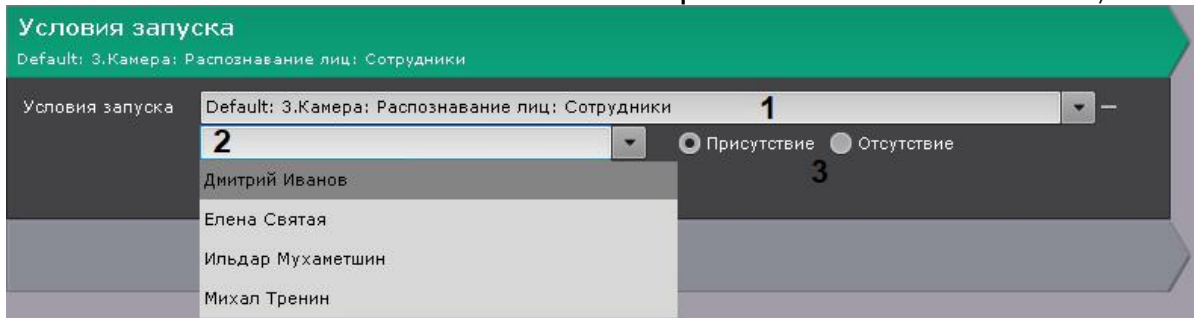 Условия запуска
Default: 3.Камера: Распознавание лиц: Сотрудники
Условия запуска Default: 3.Камера: Распознавание лиц: Сотрудники 1
2 Присутствие Отсутствие
3
Дмитрий Иванов
Елена Святая
Ильдар Мухаметшин
Михал Тренин